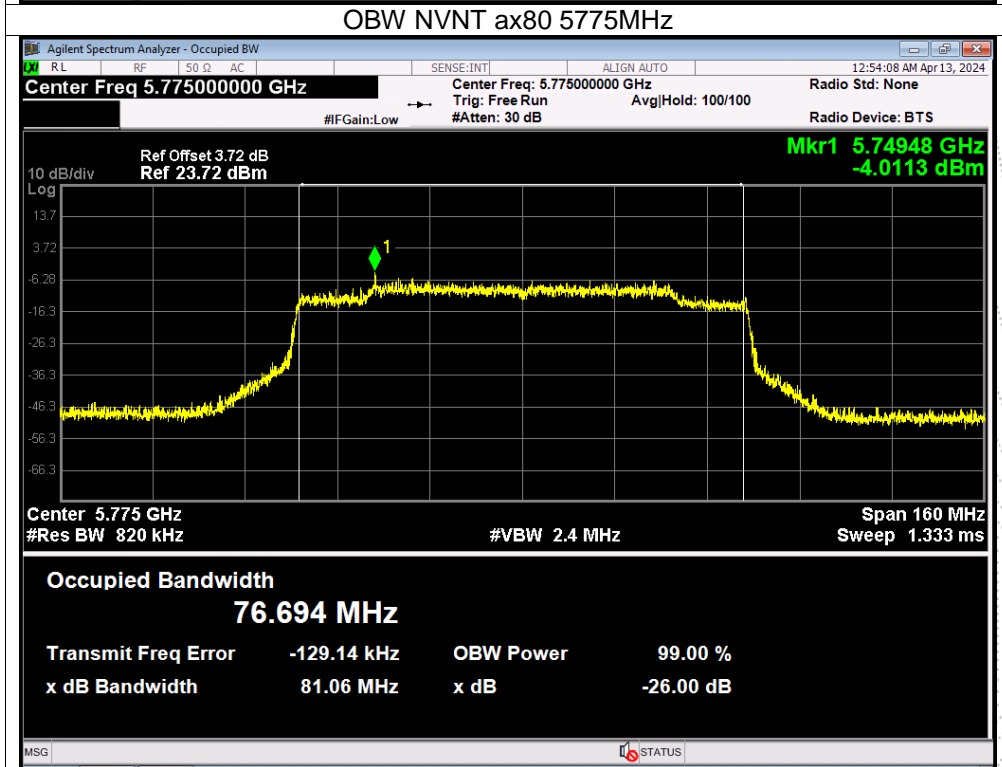 OBW NVNT ax80 5775MHz
Agilent Spectrum Analyzer - Occupied BW
LXI RL RF 50 Ω AC SENSE:INT ALIGN AUTO 12:54:08 AM Apr 13, 2024
Center Freq 5.775000000 GHz
Center Freq: 5.775000000 GHz
Radio Std: None
Trig: Free Run Avg|Hold: 100/100
#IFGain:Low #Atten: 30 dB Radio Device: BTS
Mkr1 5.74948 GHz
-4.0113 dBm
Ref Offset 3.72 dB
10 dB/div Ref 23.72 dBm
Log
13.7
3.72
1
-6.28
-16.3
-26.3
-36.3
-46.3
-56.3
-66.3
Center 5.775 GHz Span 160 MHz
#Res BW 820 kHz #VBW 2.4 MHz Sweep 1.333 ms
Occupied Bandwidth
76.694 MHz
Transmit Freq Error -129.14 kHz OBW Power 99.00 %
x dB Bandwidth 81.06 MHz x dB -26.00 dB
MSG STATUS